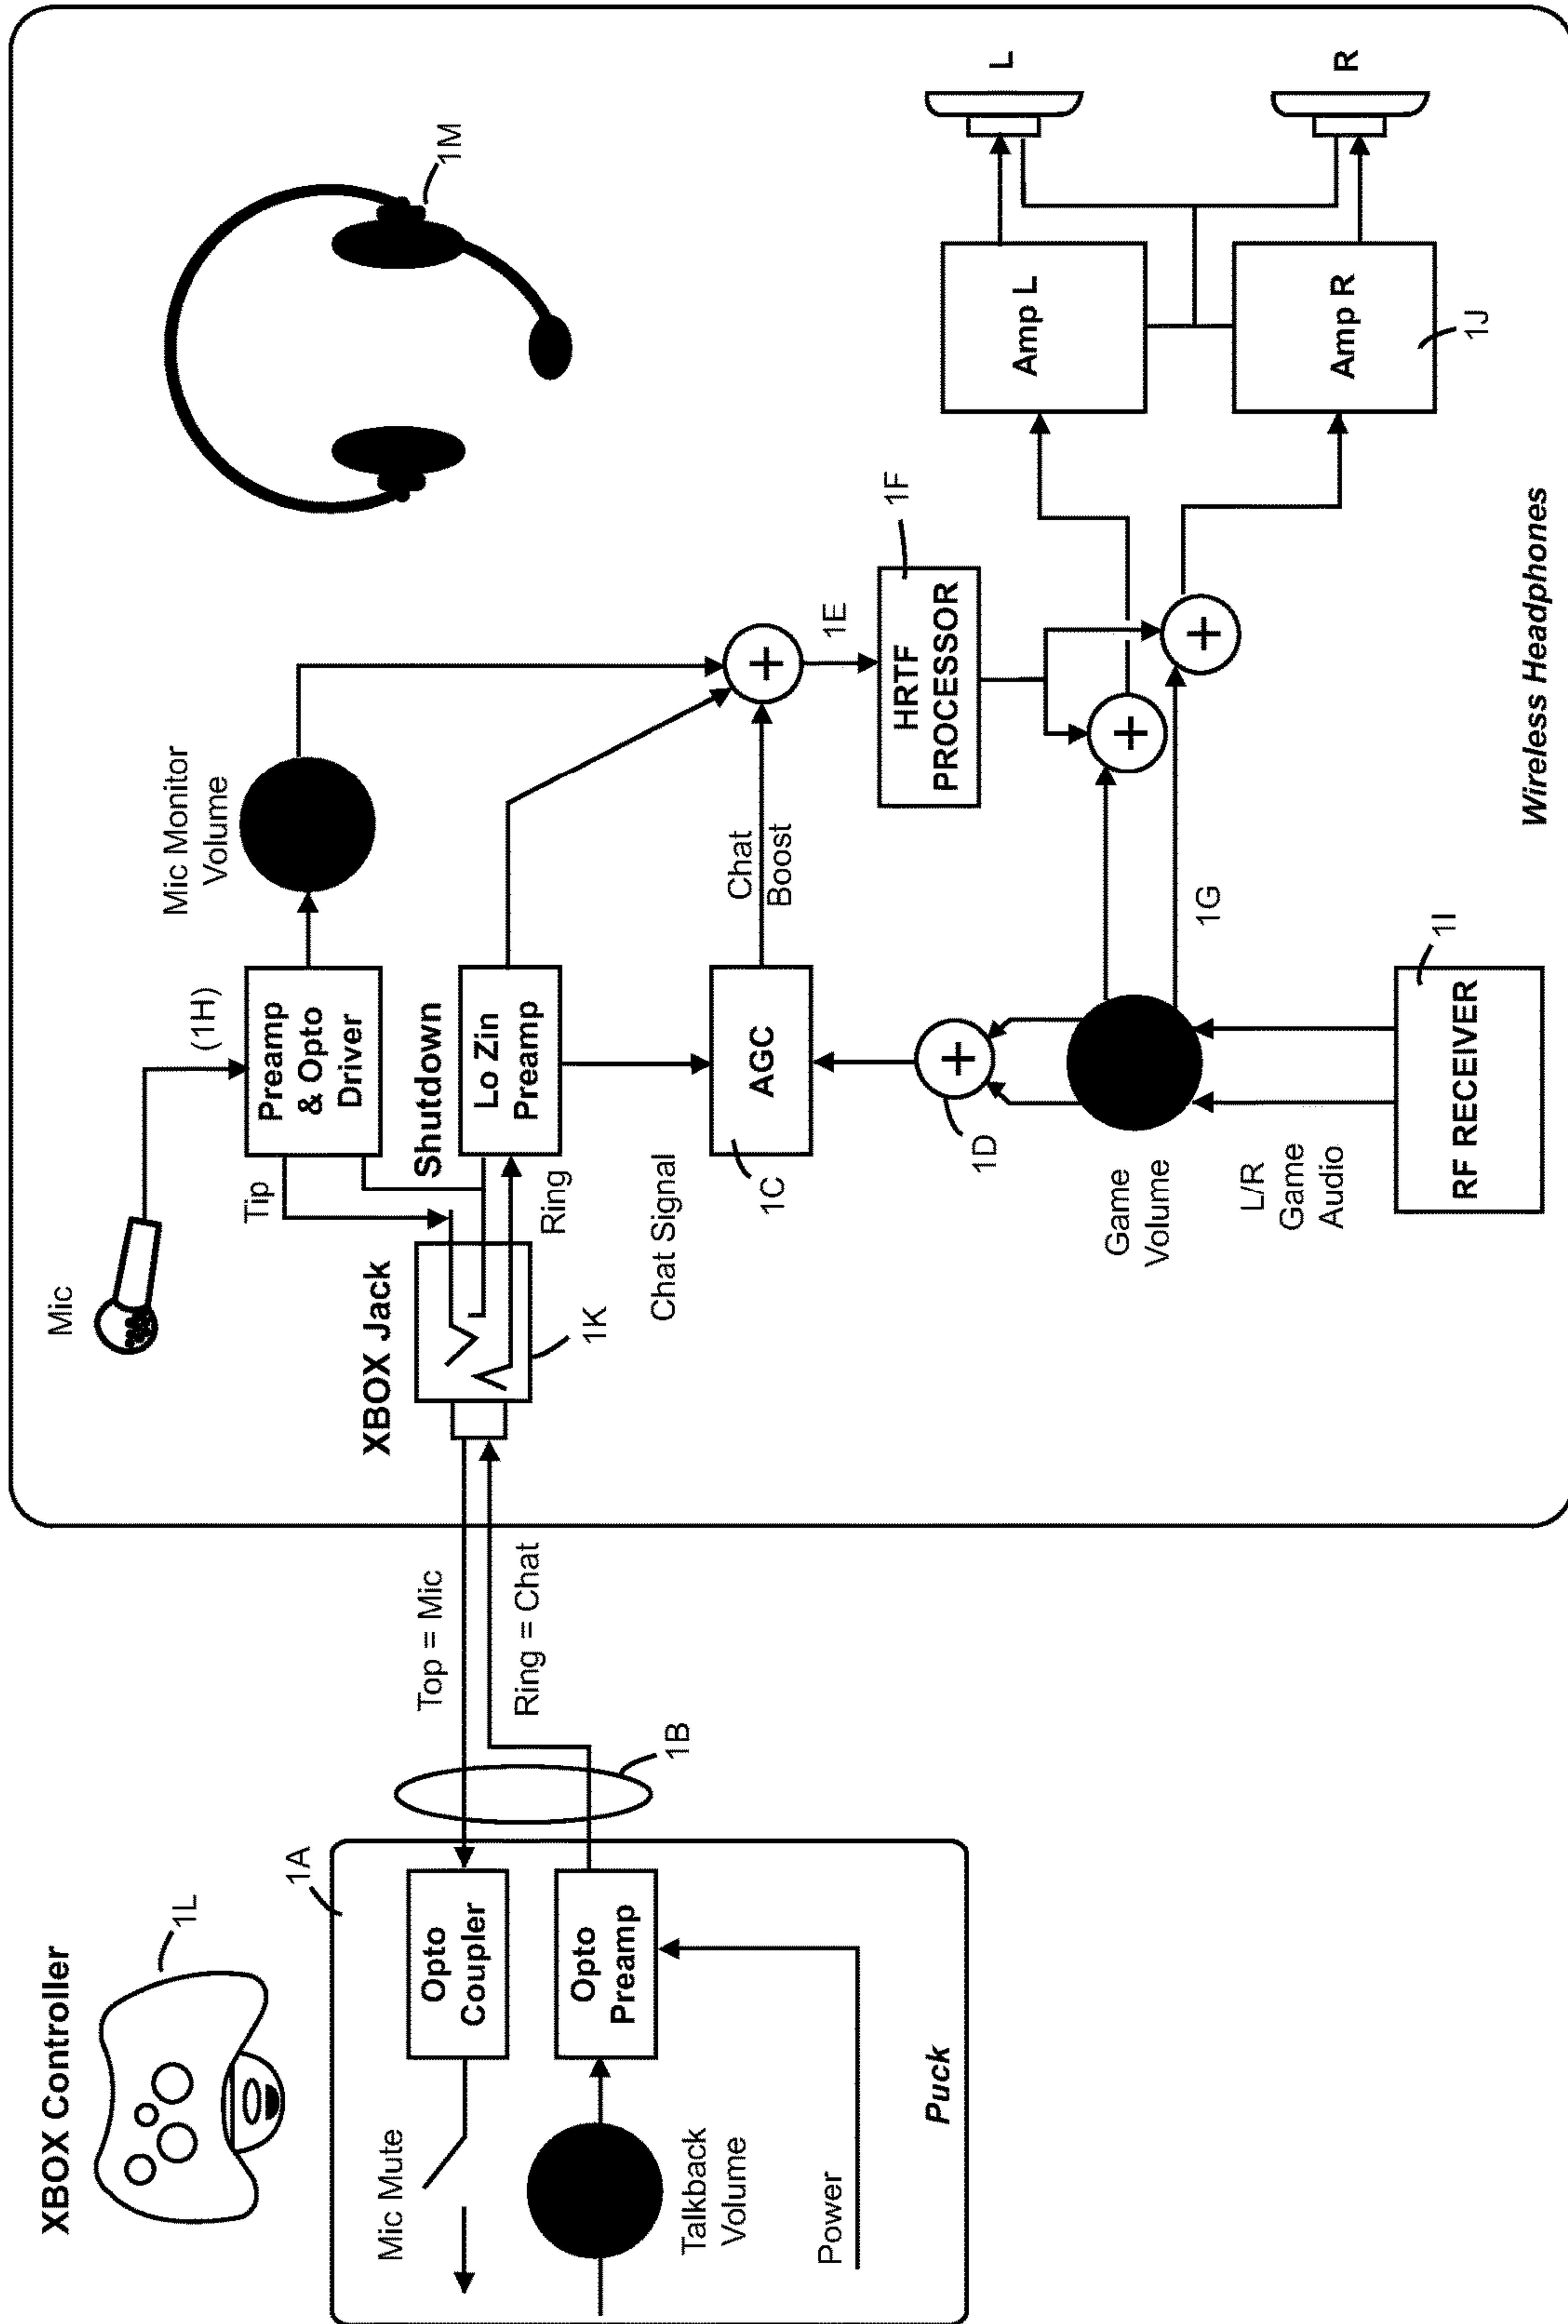 XBOX Controller
1L
1A
Mic Mute
Opto
Coupler
Talkback
Volume
Opto
Preamp
Power
Puck
1B
Top = Mic
Ring = Chat
XBOX Jack
1K
Mic
(1H)
Tip
Preamp
& Opto
Driver
Mic Monitor
Volume
Shutdown
Ring
Lo Zin
Preamp
Chat Signal
1C
AGC
Chat
Boost
+
1E
1F
HRTF
PROCESSOR
1D
+
Game
Volume
L/R
Game
Audio
1G
+
+
1I
RF RECEIVER
1M
Amp L
Amp R
1J
L
R
Wireless Headphones